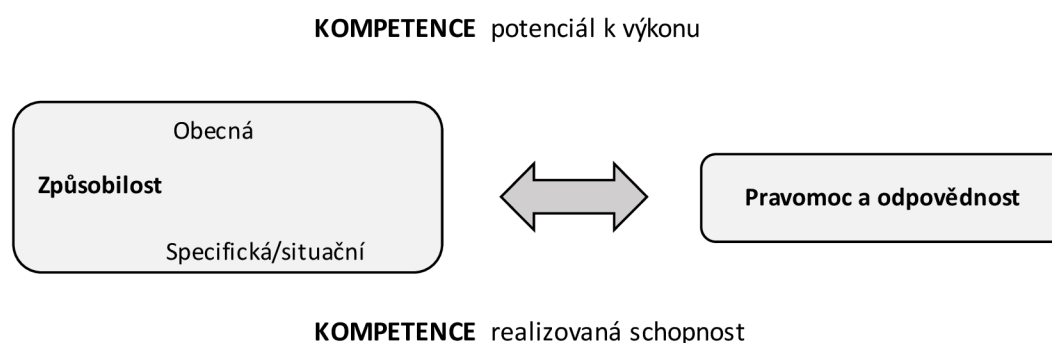 KOMPETENCE potenciál k výkonu
Obecná
Způsobilost
Specifická/situační
Pravomoc a odpovědnost
KOMPETENCE realizovaná schopnost